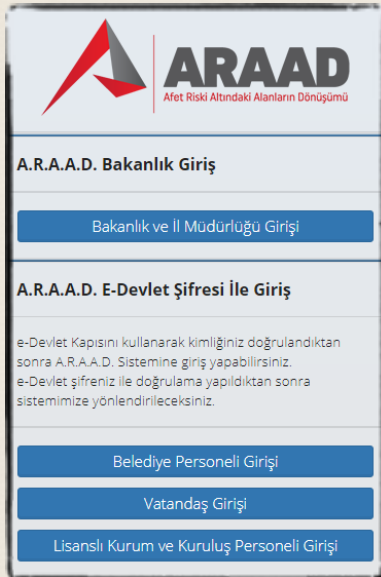 ARAAD
Afet Riski Altındaki Alanların Dönüşümü
A.R.A.A.D. Bakanlık Giriş
Bakanlık ve İl Müdürlüğü Girişi
A.R.A.A.D. E-Devlet Şifresi İle Giriş
e-Devlet Kapısını kullanarak kimliğiniz doğrulandıktan
sonra A.R.A.A.D. Sistemine giriş yapabilirsiniz.
e-Devlet şifreniz ile doğrulama yapıldıktan sonra
sistemimize yönlendirileceksiniz.
Belediye Personeli Girişi
Vatandaş Girişi
Lisanslı Kurum ve Kuruluş Personeli Girişi